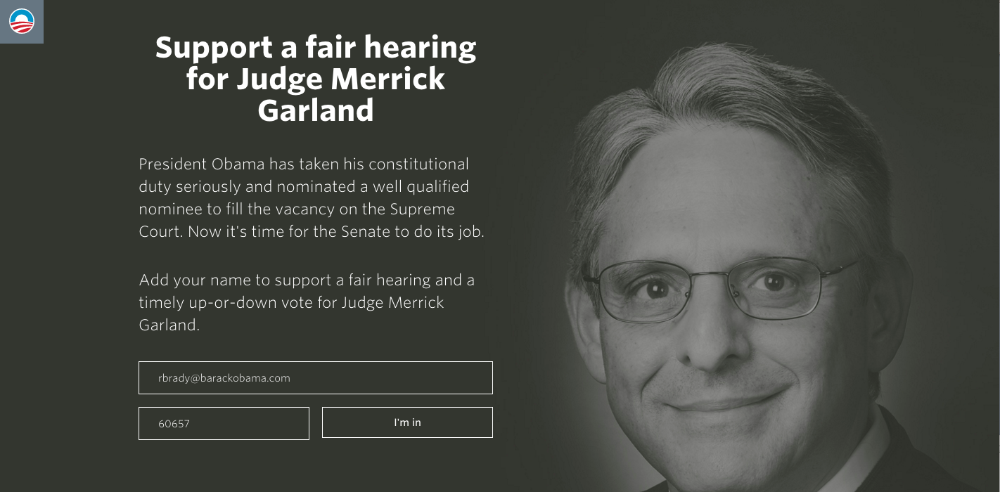 Support a fair hearing
for Judge Merrick
Garland
President Obama has taken his constitutional
duty seriously and nominated a well qualified
nominee to fill the vacancy on the Supreme
Court. Now it's time for the Senate to do its job.
Add your name to support a fair hearing and a
timely up-or-down vote for Judge Merrick
Garland.
rbrady@barackobama.com
60657
I'm in